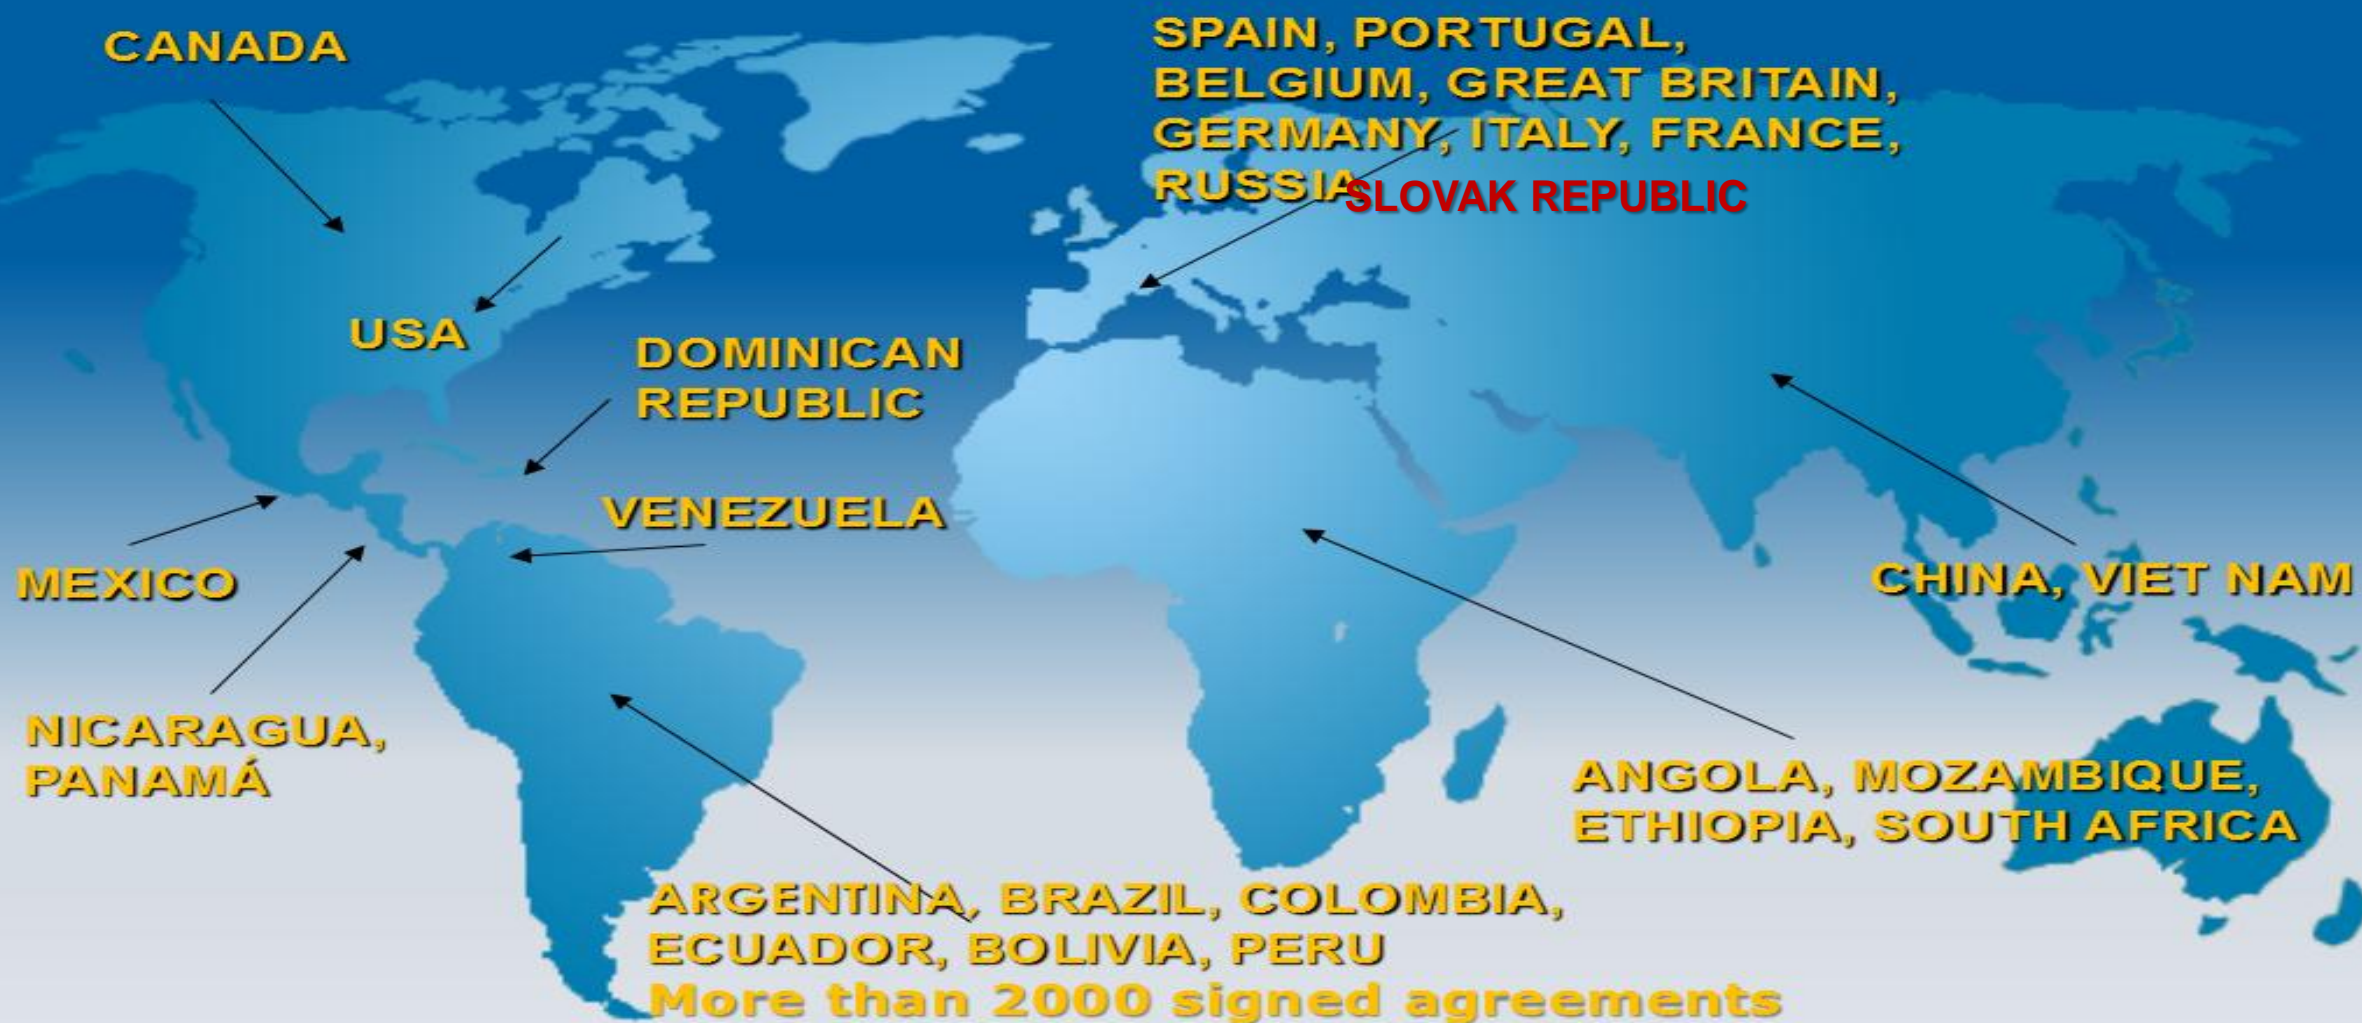 CANADA
SPAIN, PORTUGAL,
BELGIUM, GREAT BRITAIN,
GERMANY, ITALY, FRANCE,
RUSSIA
SLOVAK REPUBLIC
USA
DOMINICAN
REPUBLIC
VENEZUELA
MEXICO
CHINA, VIET NAM
NICARAGUA,
PANAMÁ
ANGOLA, MOZAMBIQUE,
ETHIOPIA, SOUTH AFRICA
ARGENTINA, BRAZIL, COLOMBIA,
ECUADOR, BOLIVIA, PERU
More than 2000 signed agreements